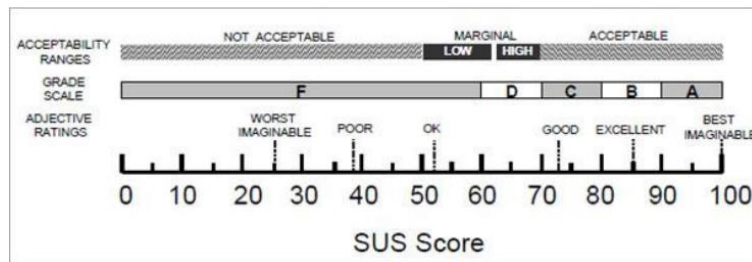 ACCEPTABILITY RANGES
NOT ACCEPTABLE
MARGINAL
LOW
HIGH
ACCEPTABLE
GRADE SCALE
F
D
C
B
A
ADJECTIVE RATINGS
WORST IMAGINABLE
POOR
OK
GOOD
EXCELLENT
BEST IMAGINABLE
0 10 20 30 40 50 60 70 80 90 100
SUS Score